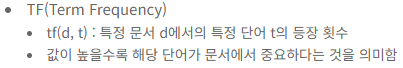 • TF(Term Frequency)
• tf(d, t) : 특정 문서 d에서의 특정 단어 t의 등장 횟수
• 값이 높을수록 해당 단어가 문서에서 중요하다는 것을 의미함